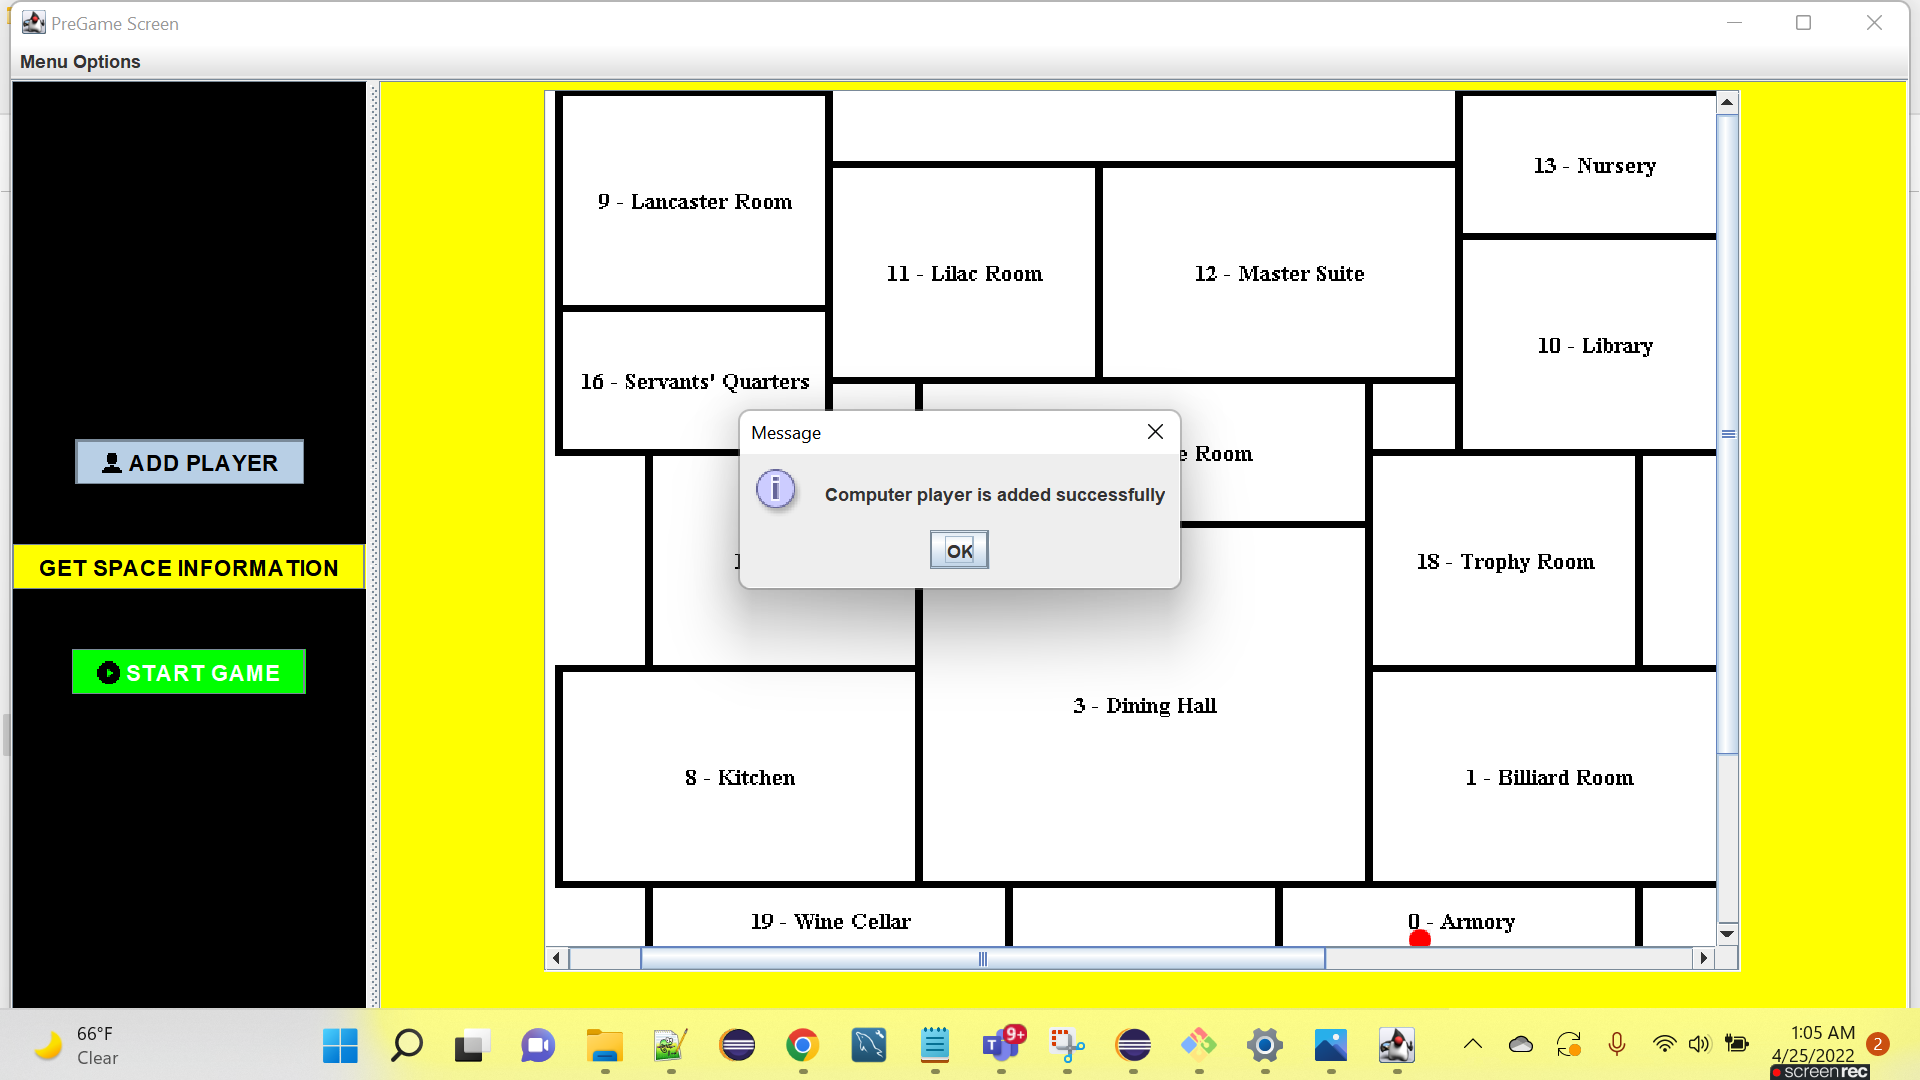 PreGame Screen
Menu Options
13 - Nursery
9 - Lancaster Room
11 - Lilac Room
12 - Master Suite
10 - Library
16 - Servants' Quarters
Message
e Room
ADD PLAYER
Computer player is added successfully
OK
18 - Trophy Room
GET SPACE INFORMATION
START GAME
3 - Dining Hall
8 - Kitchen
1 - Billiard Room
19 - Wine Cellar
0 - Armory
66°F
Clear
9+
1:05 AM
4/25/2022
2
screenrec